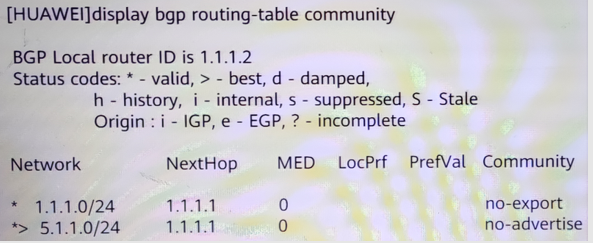 [HUAWEI]display bgp routing-table community
BGP Local router ID is 1.1.1.2
Status codes: * - valid, > - best, d - damped,
h - history, i - internal, s - suppressed, S - Stale
Origin : i - IGP, e - EGP, ? - incomplete
Network NextHop MED LocPrf PrefVal Community
* 1.1.1.0/24 1.1.1.1 0 no-export
*> 5.1.1.0/24 1.1.1.1 0 no-advertise